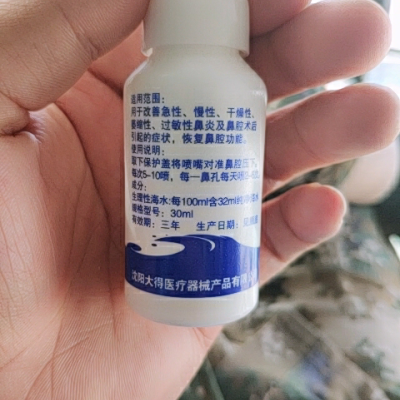 适用范围:
用于改善急性、慢性、干燥性、
萎缩性、过敏性鼻炎及鼻腔术后
引起的症状，恢复鼻腔功能。
使用说明:
取下保护盖将喷嘴对准鼻腔
每次5-10喷，每一鼻孔每天喷
成分:
生理性海水:每100ml含32ml的
规格型号: 30ml
有效期: 三年 生产日期:
沈阳大得医疗器械产品有限